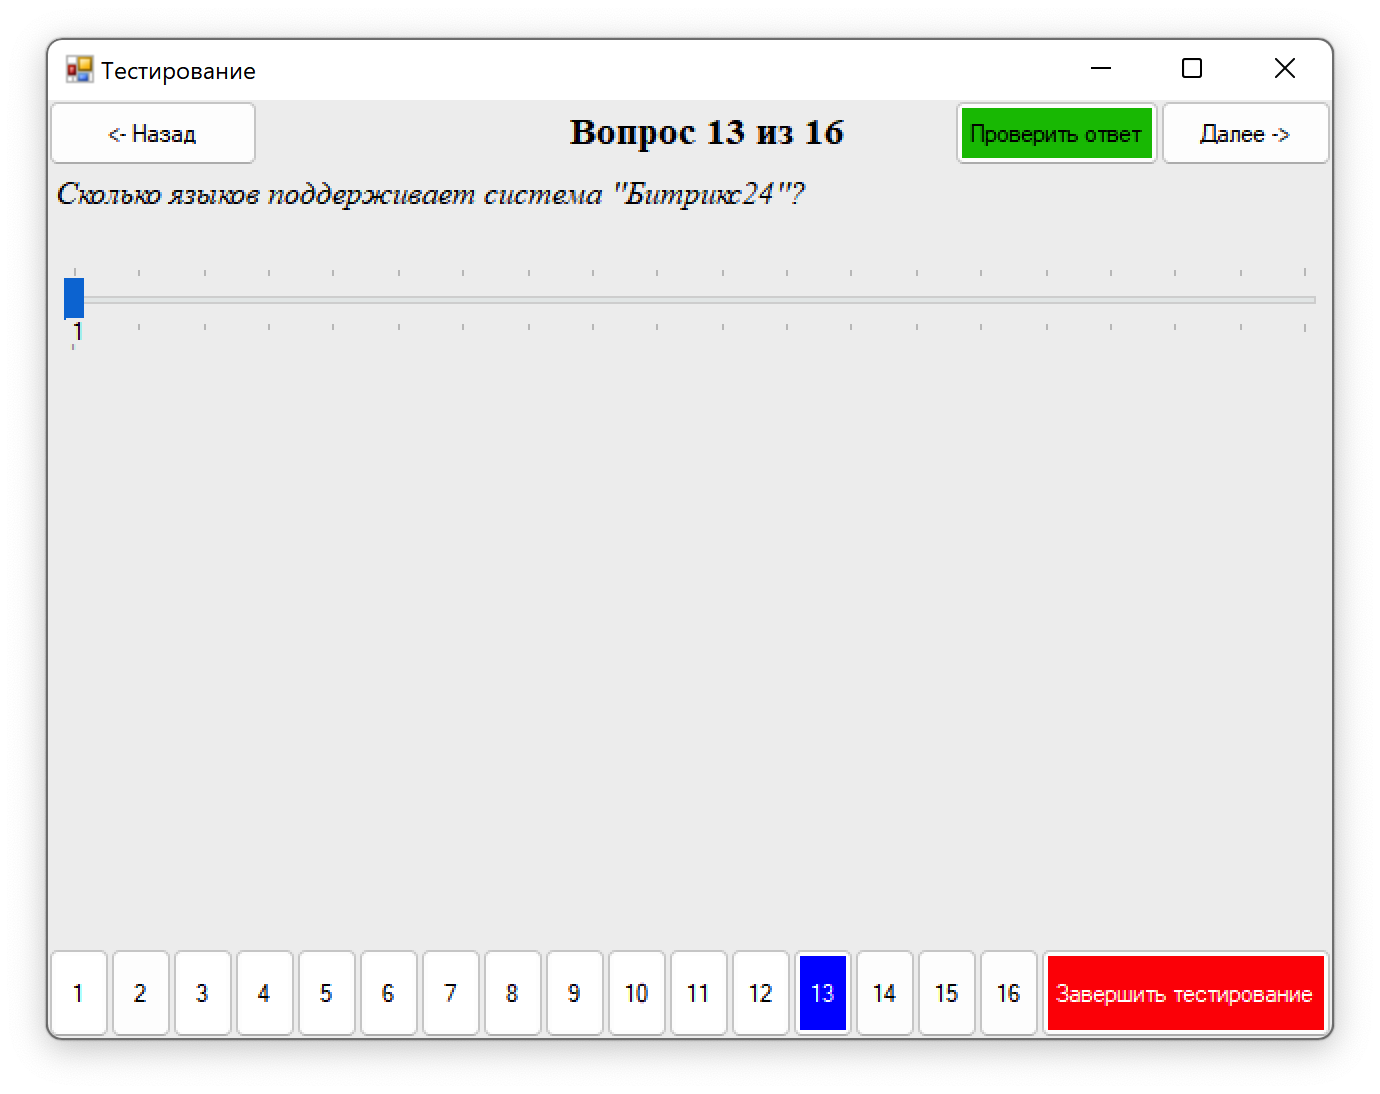 Тестирование
<- Назад
Вопрос 13 из 16
Проверить ответ
Далее ->
Сколько языков поддерживает система "Битрикс24"?
1
1 2 3 4 5 6 7 8 9 10 11 12 13 14 15 16 Завершить тестирование